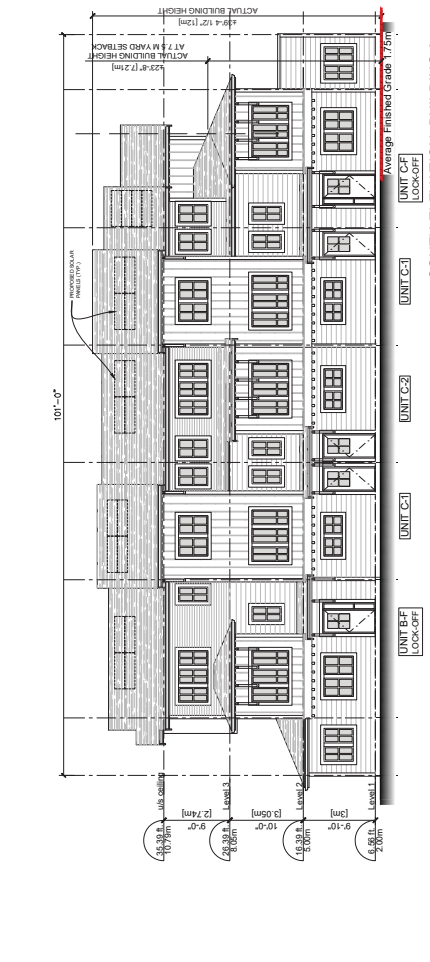 ±39'-4 1/2" [12m]
ACTUAL BUILDING HEIGHT
±23'-8" [7.21m]
ACTUAL BUILDING HEIGHT
AT 7.5 M YARD SETBACK
101'-0"
PROPOSED SOLAR
PANELS (TYP.)
Average Finished Grade 1.75m
u/s ceiling
35.39 ft.
10.79m
9'-0"
[2.74m]
Level 3
26.39 ft.
8.05m
10'-0"
[3.05m]
Level 2
16.39 ft.
5.00m
9'-10"
[3m]
Level 1
6.56 ft.
2.00m
UNIT B-F
LOCK-OFF
UNIT C-1
UNIT C-2
UNIT C-1
UNIT C-F
LOCK-OFF